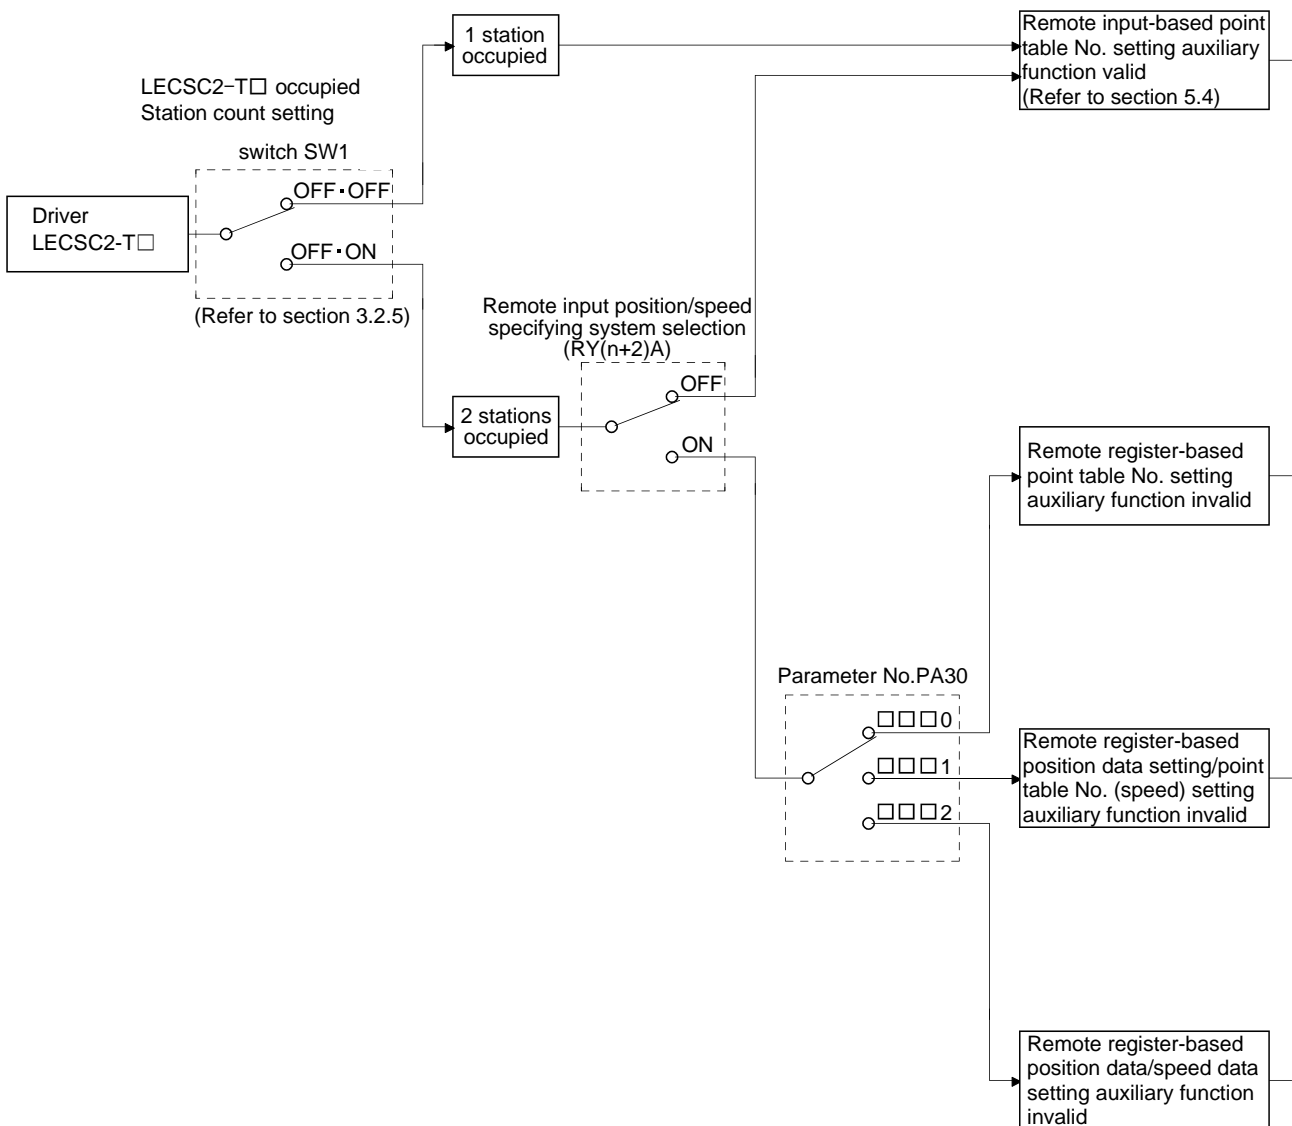 1 station
occupied
Remote input-based point
table No. setting auxiliary
function valid
(Refer to section 5.4)
LECSC2-T□ occupied
Station count setting
switch SW1
OFF・OFF
OFF・ON
Driver
LECSC2-T□
(Refer to section 3.2.5)
Remote input position/speed
specifying system selection
(RY(n+2)A)
OFF
ON
2 stations
occupied
Remote register-based
point table No. setting
auxiliary function invalid
Parameter No.PA30
□□□0
□□□1
□□□2
Remote register-based
position data setting/point
table No. (speed) setting
auxiliary function invalid
Remote register-based
position data/speed data
setting auxiliary function
invalid